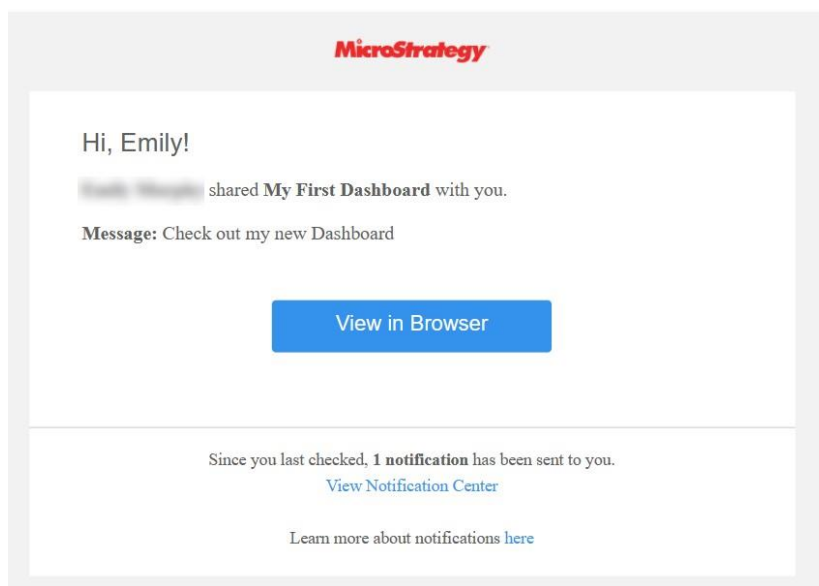 MicroStrategy
Hi, Emily!
shared My First Dashboard with you.
Message: Check out my new Dashboard
View in Browser
Since you last checked, 1 notification has been sent to you.
View Notification Center
Learn more about notifications here